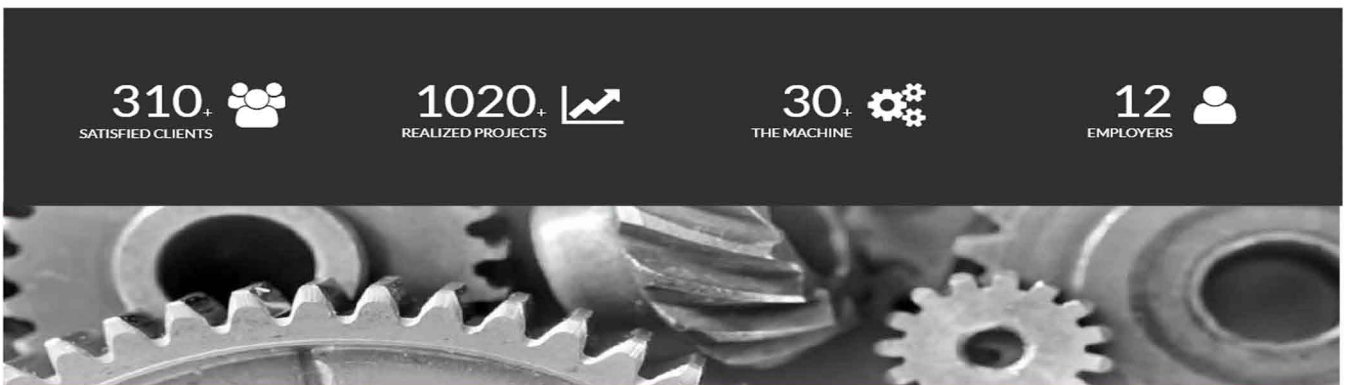 310+
SATISFIED CLIENTS
1020+
REALIZED PROJECTS
30+
THE MACHINE
12
EMPLOYERS